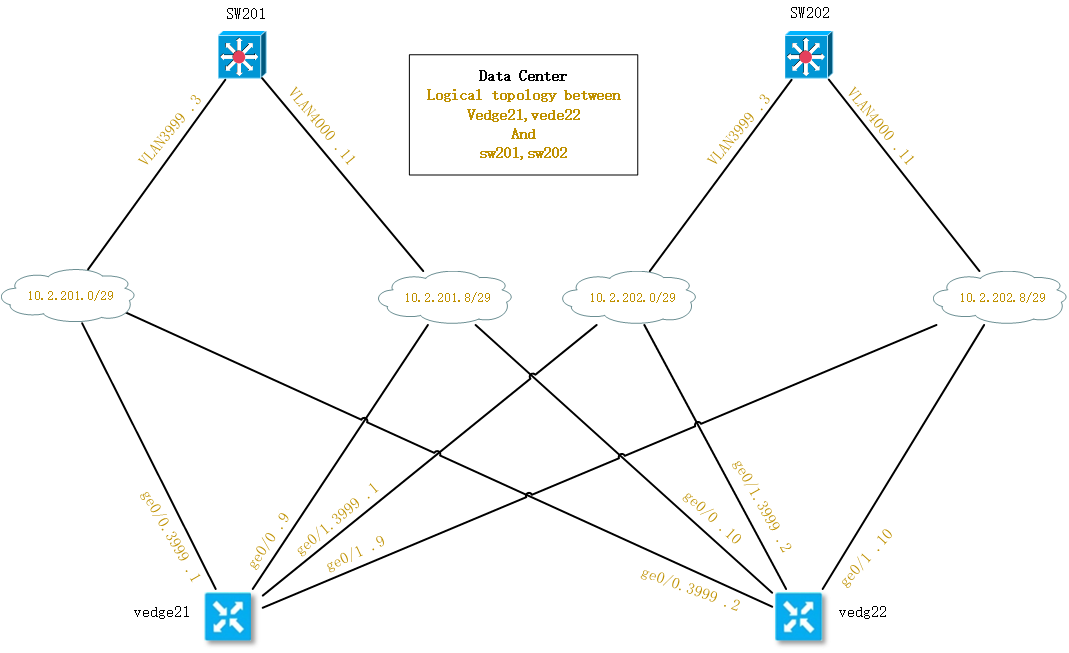 SW201
SW202
Data Center
Logical topology between
Vedge21,vede22
And
sw201,sw202
VLAN3999 .3
VLAN4000 .11
VLAN3999 .3
VLAN4000 .11
10.2.201.0/29
10.2.201.8/29
10.2.202.0/29
10.2.202.8/29
ge0/0.3999 .1
ge0/0 .9
ge0/1.3999 .1
ge0/1 .9
ge0/0 .10
ge0/1.3999 .2
ge0/1 .10
ge0/0.3999 .2
vedge21
vedg22